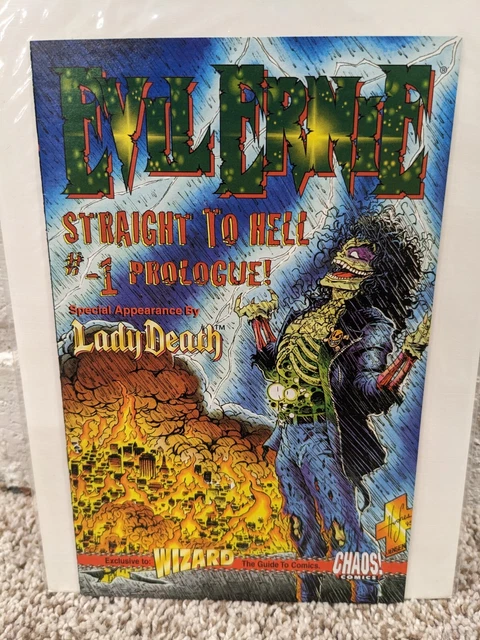 EVIL ERNIE®
STRAIGHT TO HELL
#-1 PROLOGUE!
Special Appearance By
Lady Death™
Exclusive to: WIZARD The Guide To Comics.
CHAOS!
COMICS